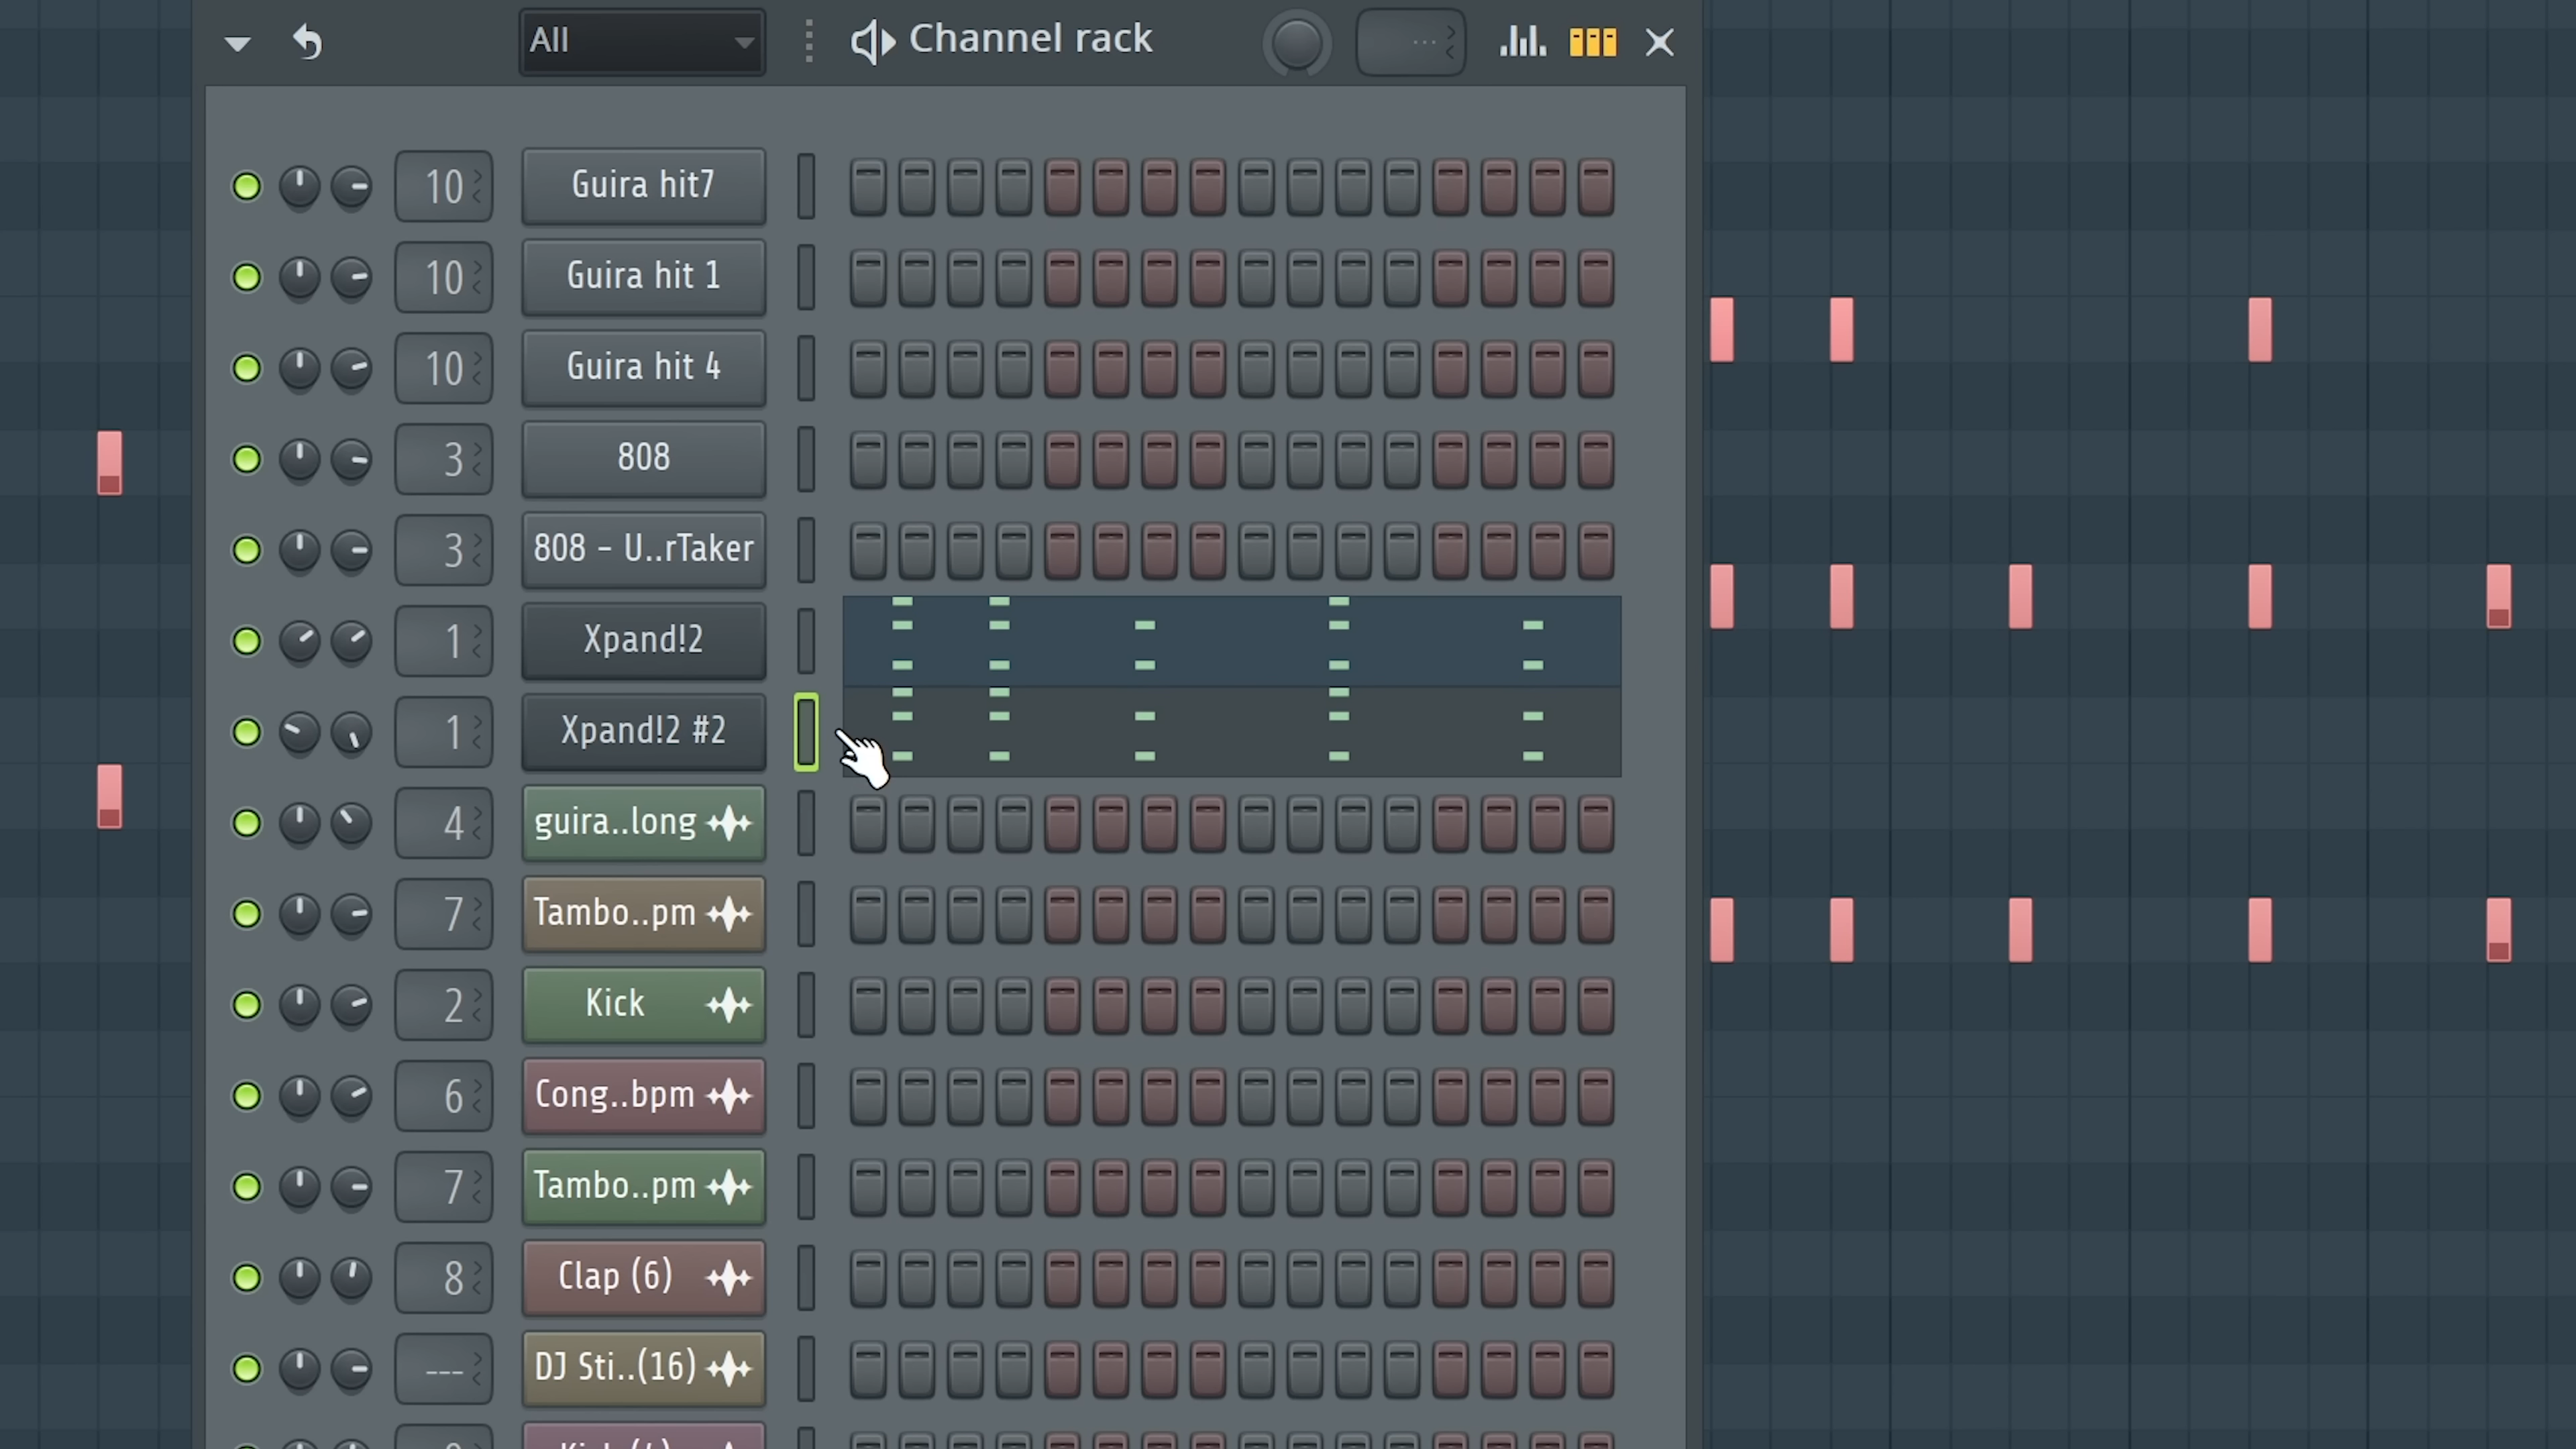 All
Channel rack
10 Guira hit7
10 Guira hit 1
10 Guira hit 4
3 808
3 808 - U..rTaker
1 Xpand!2
1 Xpand!2 #2
4 guira..long
7 Tambo..pm
2 Kick
6 Cong..bpm
7 Tambo..pm
8 Clap (6)
--- DJ Sti..(16)